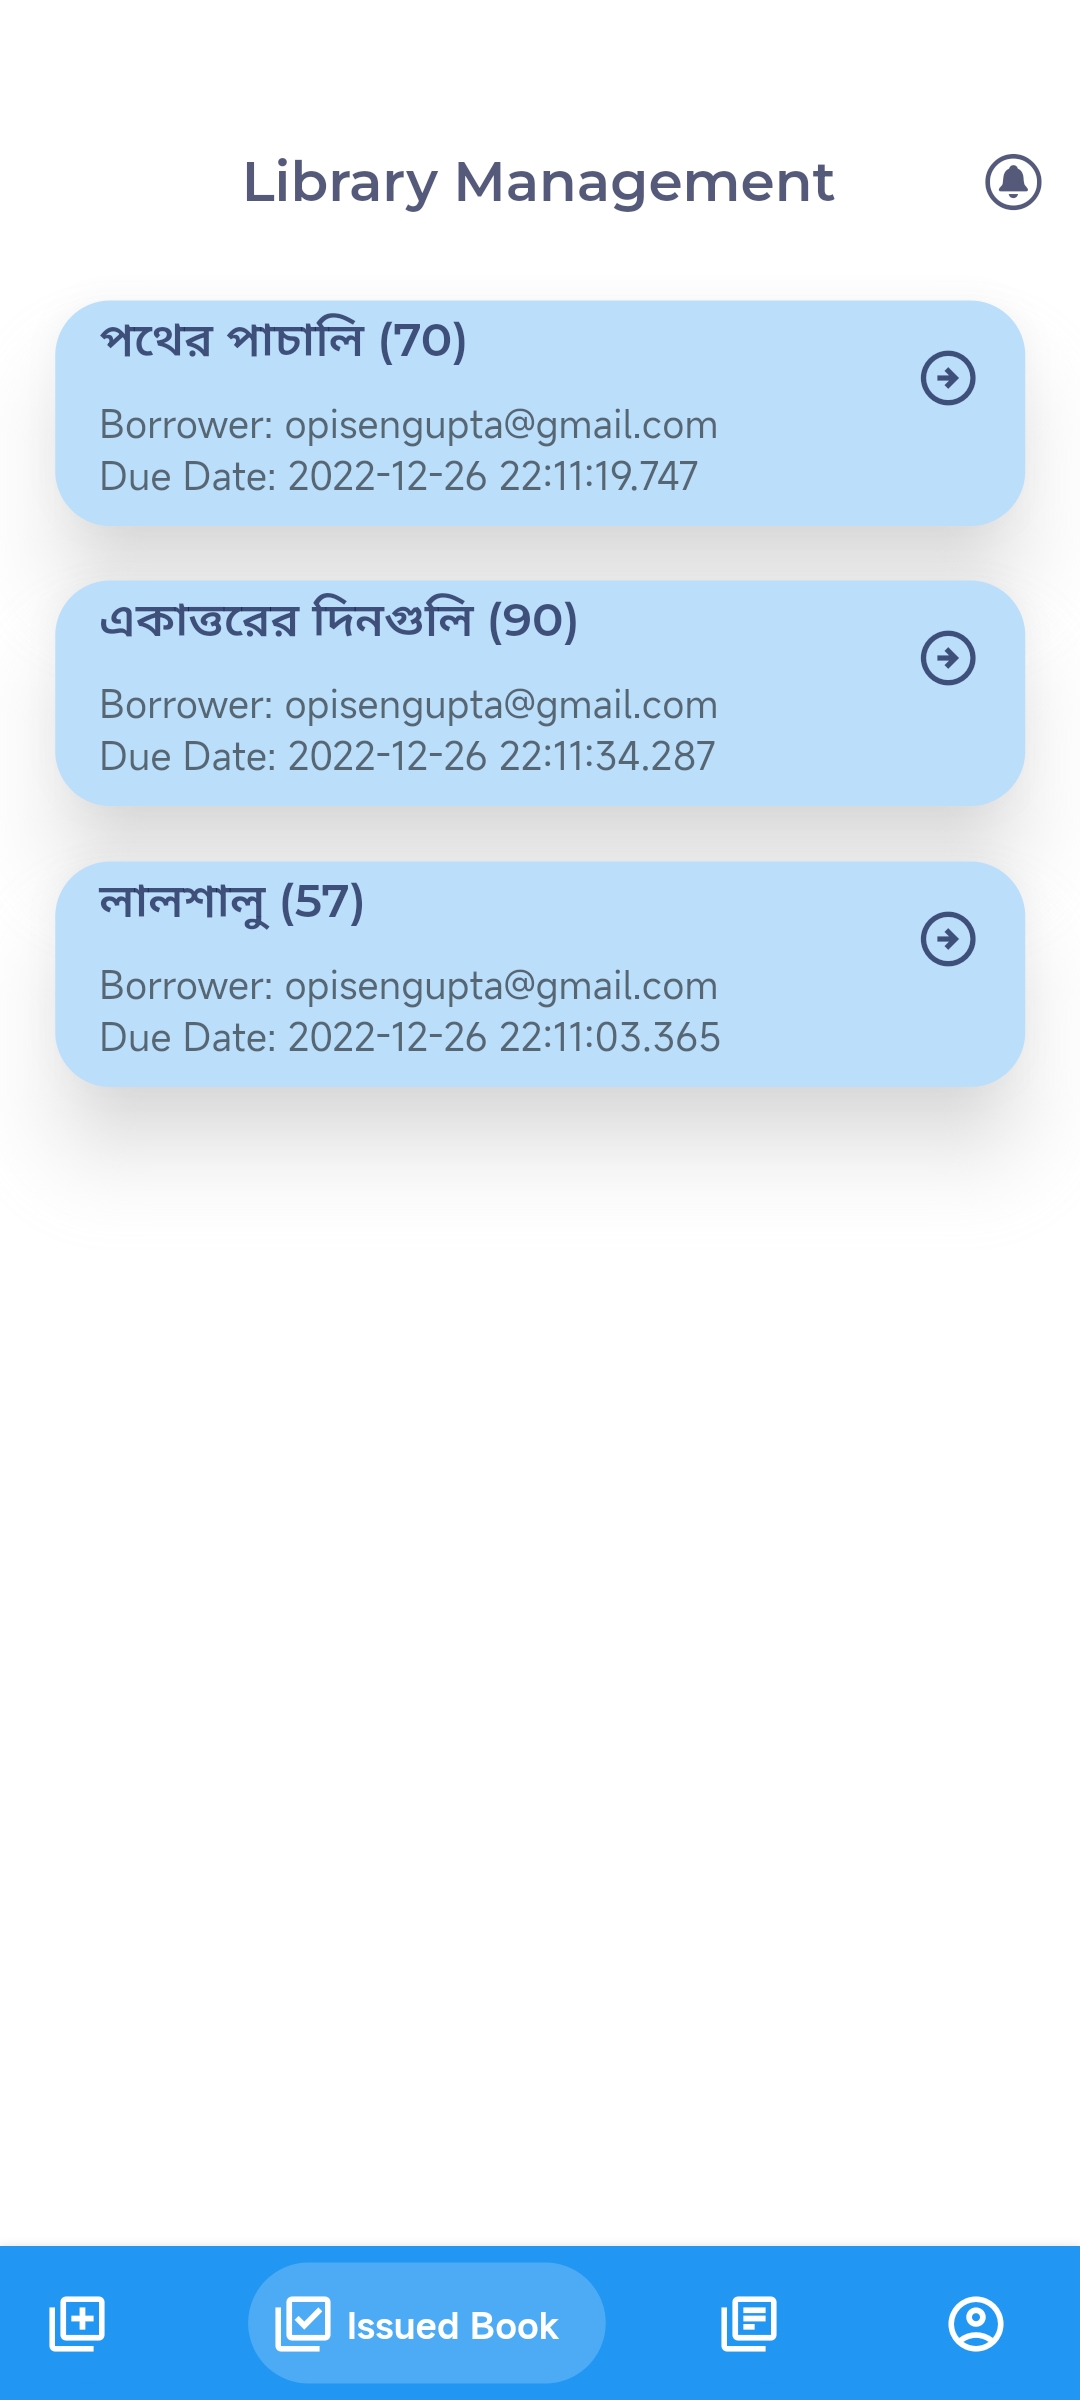 Library Management
পথের পাচালি (70)
Borrower: opisengupta@gmail.com
Due Date: 2022-12-26 22:11:19.747
একাত্তরের দিনগুলি (90)
Borrower: opisengupta@gmail.com
Due Date: 2022-12-26 22:11:34.287
লালশালু (57)
Borrower: opisengupta@gmail.com
Due Date: 2022-12-26 22:11:03.365
Issued Book